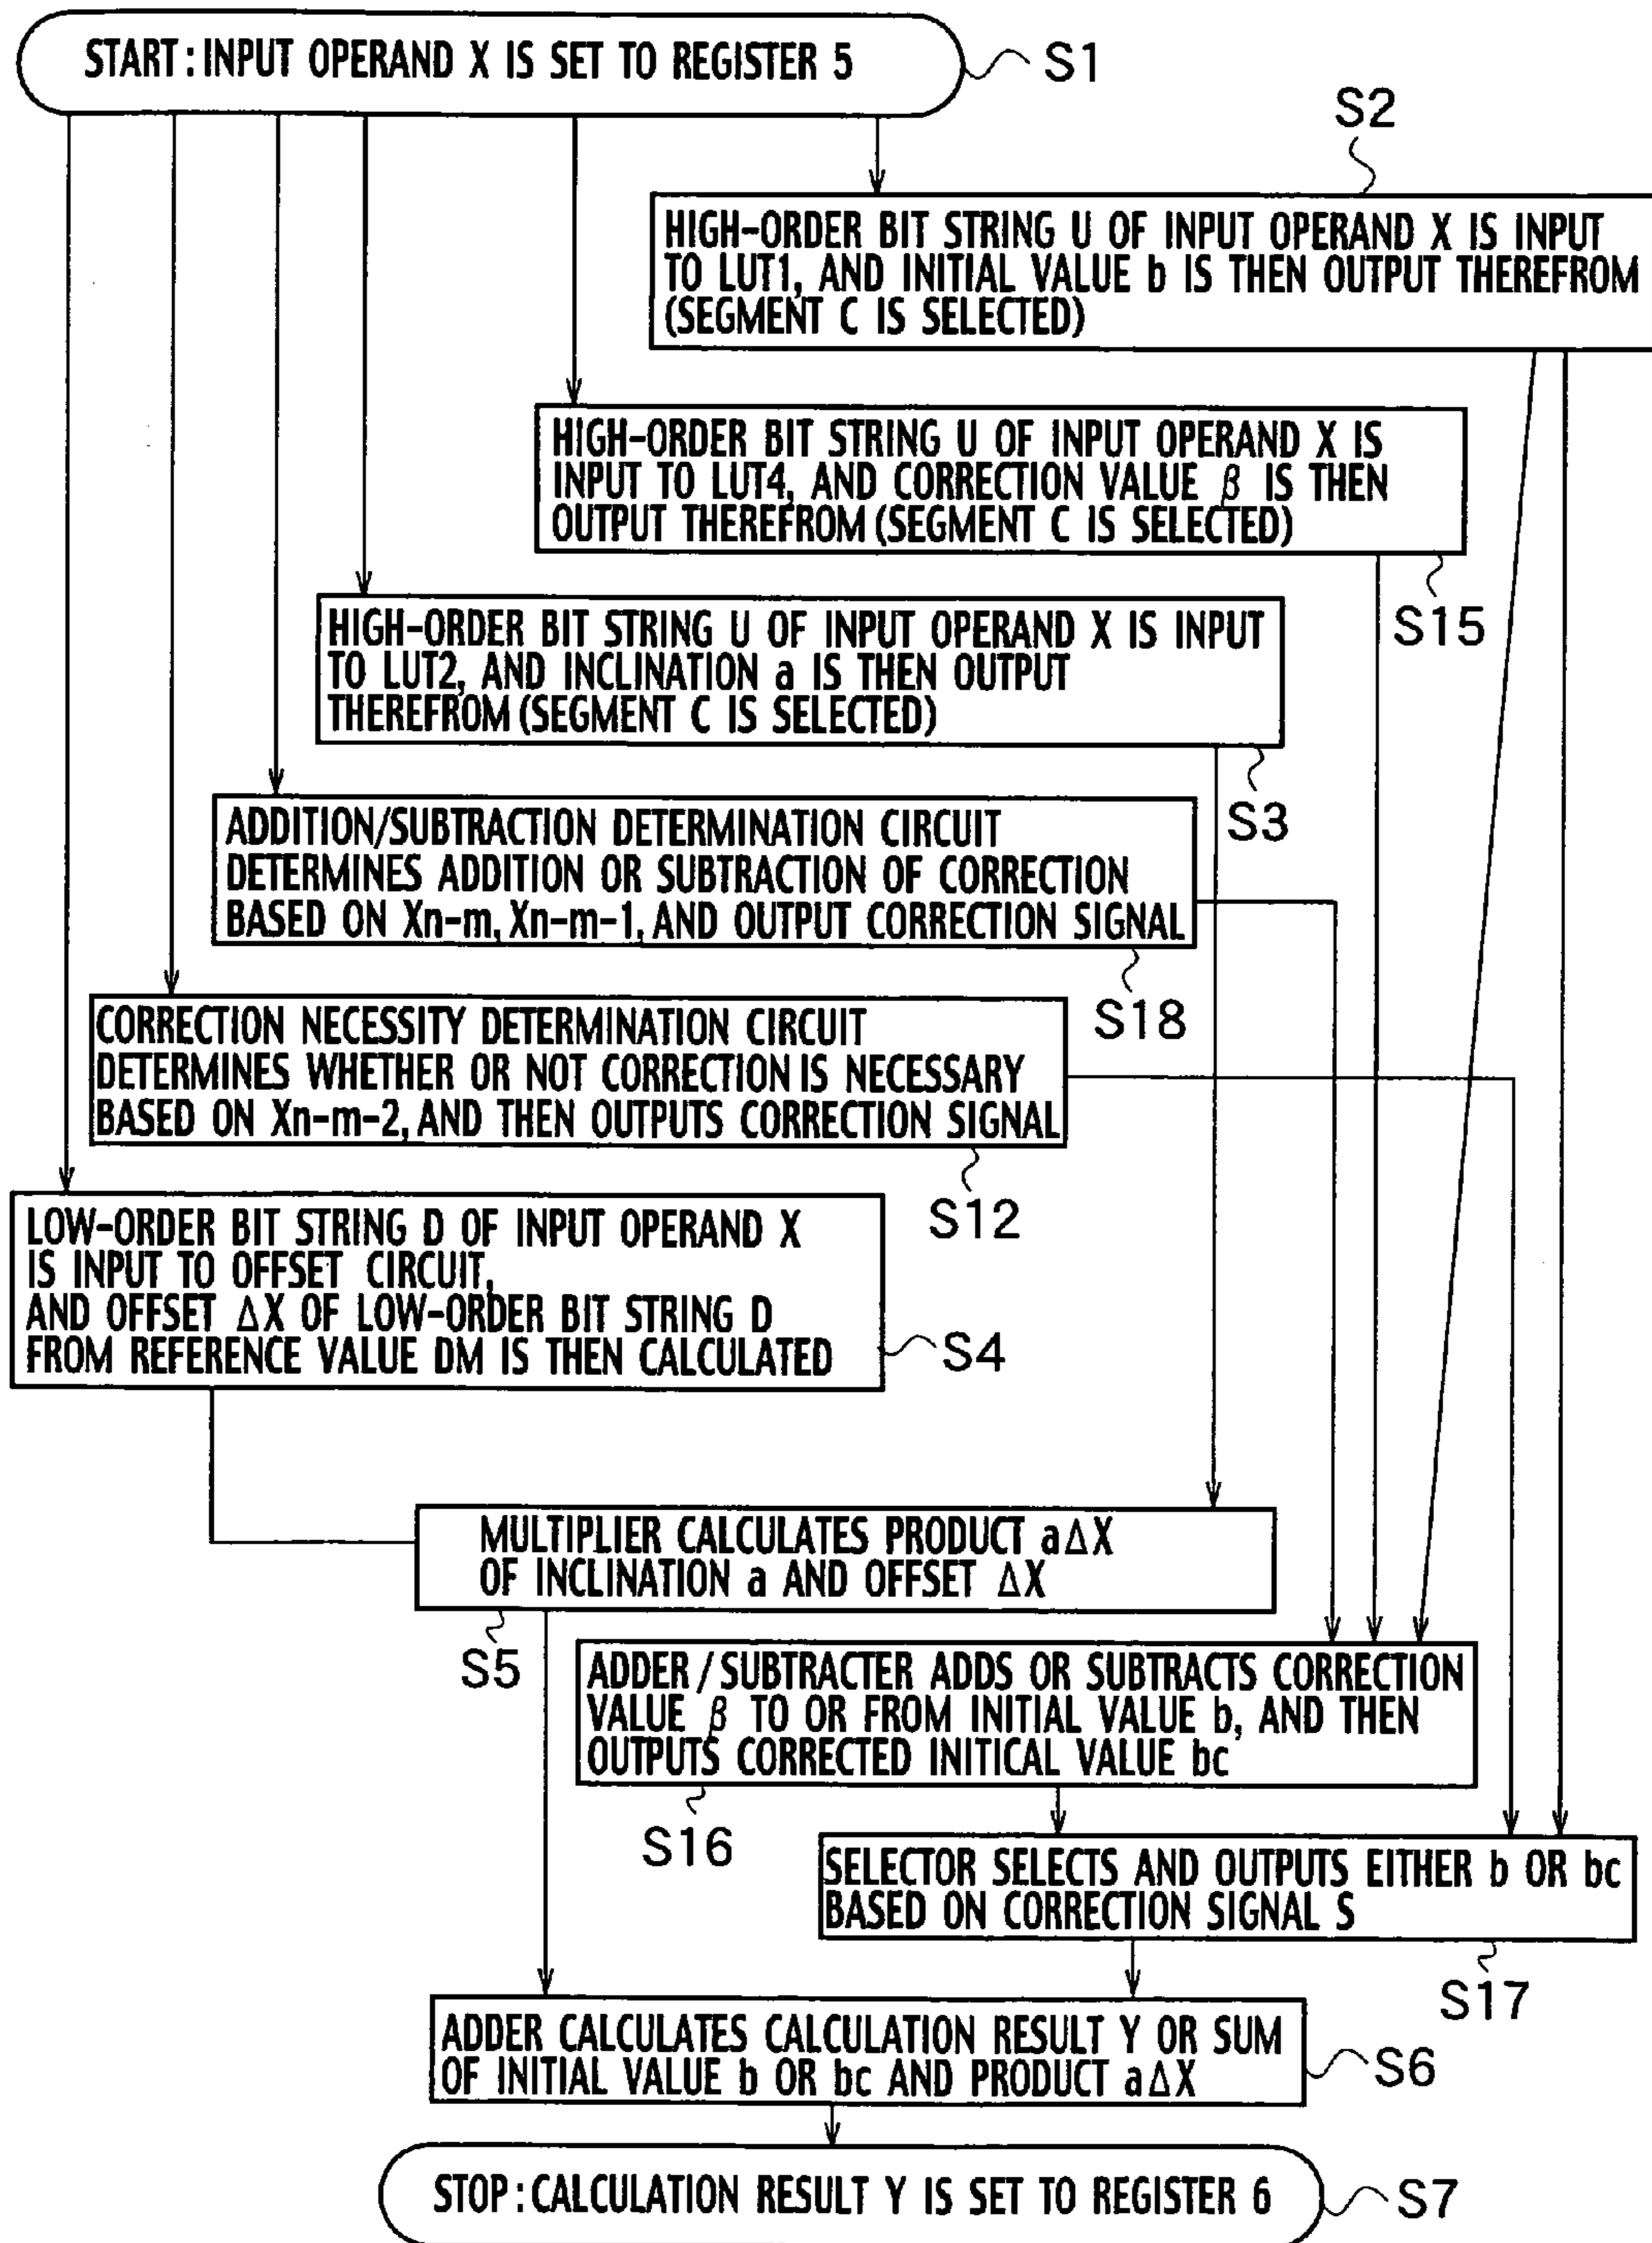 START : INPUT OPERAND X IS SET TO REGISTER 5
S1
S2
HIGH-ORDER BIT STRING U OF INPUT OPERAND X IS INPUT
TO LUT1, AND INITIAL VALUE b IS THEN OUTPUT THEREFROM
(SEGMENT C IS SELECTED)
HIGH-ORDER BIT STRING U OF INPUT OPERAND X IS
INPUT TO LUT4, AND CORRECTION VALUE β IS THEN
OUTPUT THEREFROM (SEGMENT C IS SELECTED)
S15
HIGH-ORDER BIT STRING U OF INPUT OPERAND X IS INPUT
TO LUT2, AND INCLINATION a IS THEN OUTPUT
THEREFROM (SEGMENT C IS SELECTED)
S3
ADDITION/SUBTRACTION DETERMINATION CIRCUIT
DETERMINES ADDITION OR SUBTRACTION OF CORRECTION
BASED ON Xn-m, Xn-m-1, AND OUTPUT CORRECTION SIGNAL
S18
CORRECTION NECESSITY DETERMINATION CIRCUIT
DETERMINES WHETHER OR NOT CORRECTION IS NECESSARY
BASED ON Xn-m-2, AND THEN OUTPUTS CORRECTION SIGNAL
S12
LOW-ORDER BIT STRING D OF INPUT OPERAND X
IS INPUT TO OFFSET CIRCUIT,
AND OFFSET ΔX OF LOW-ORDER BIT STRING D
FROM REFERENCE VALUE DM IS THEN CALCULATED
S4
MULTIPLIER CALCULATES PRODUCT aΔX
OF INCLINATION a AND OFFSET ΔX
S5
ADDER / SUBTRACTER ADDS OR SUBTRACTS CORRECTION
VALUE β TO OR FROM INITIAL VALUE b, AND THEN
OUTPUTS CORRECTED INITICAL VALUE bc
S16
SELECTOR SELECTS AND OUTPUTS EITHER b OR bc
BASED ON CORRECTION SIGNAL S
S17
ADDER CALCULATES CALCULATION RESULT Y OR SUM
OF INITIAL VALUE b OR bc AND PRODUCT aΔX
S6
STOP : CALCULATION RESULT Y IS SET TO REGISTER 6
S7